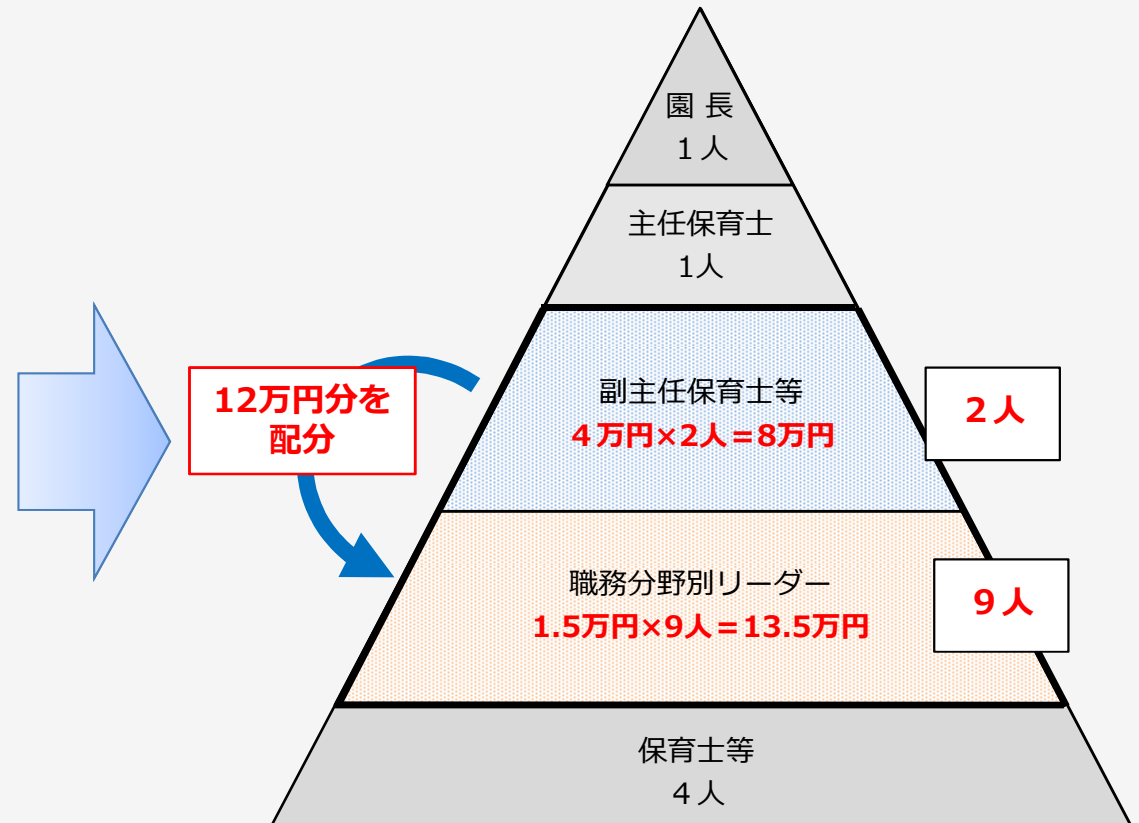 園 長
１人
主任保育士
1人
12万円分を
配分
副主任保育士等
４万円×2人＝8万円
２人
職務分野別リーダー
1.5万円×9人＝13.5万円
９人
保育士等
４人